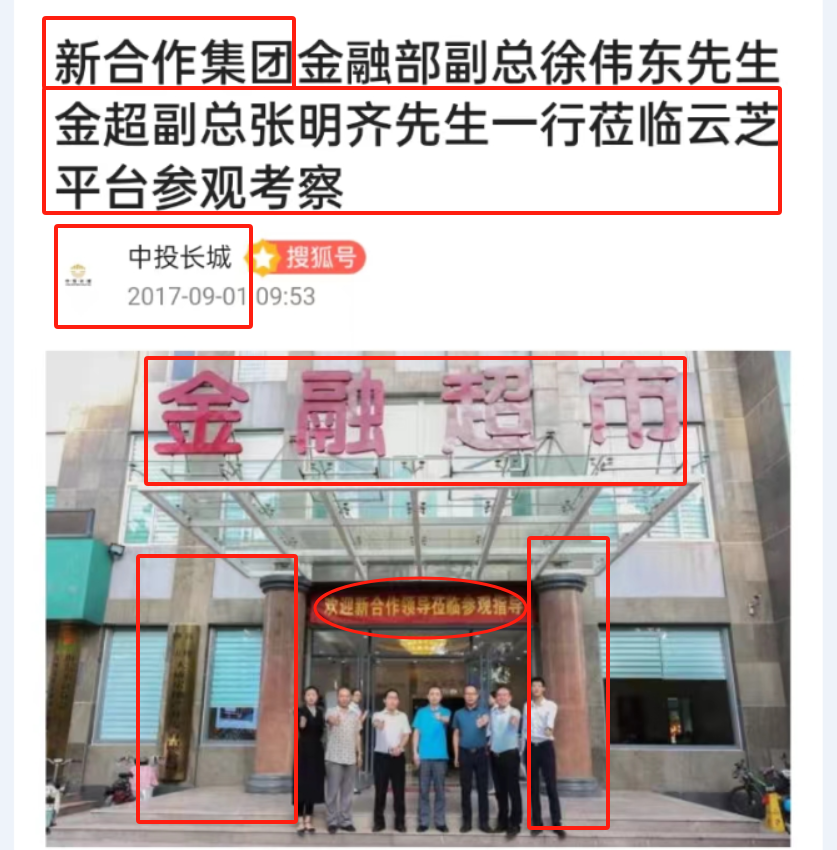 新合作集团金融部副总徐伟东先生
金超副总张明齐先生一行莅临云芝
平台参观考察
中投长城 搜狐号
2017-09-01 09:53
金融超市
欢迎新合作领导莅临参观指导